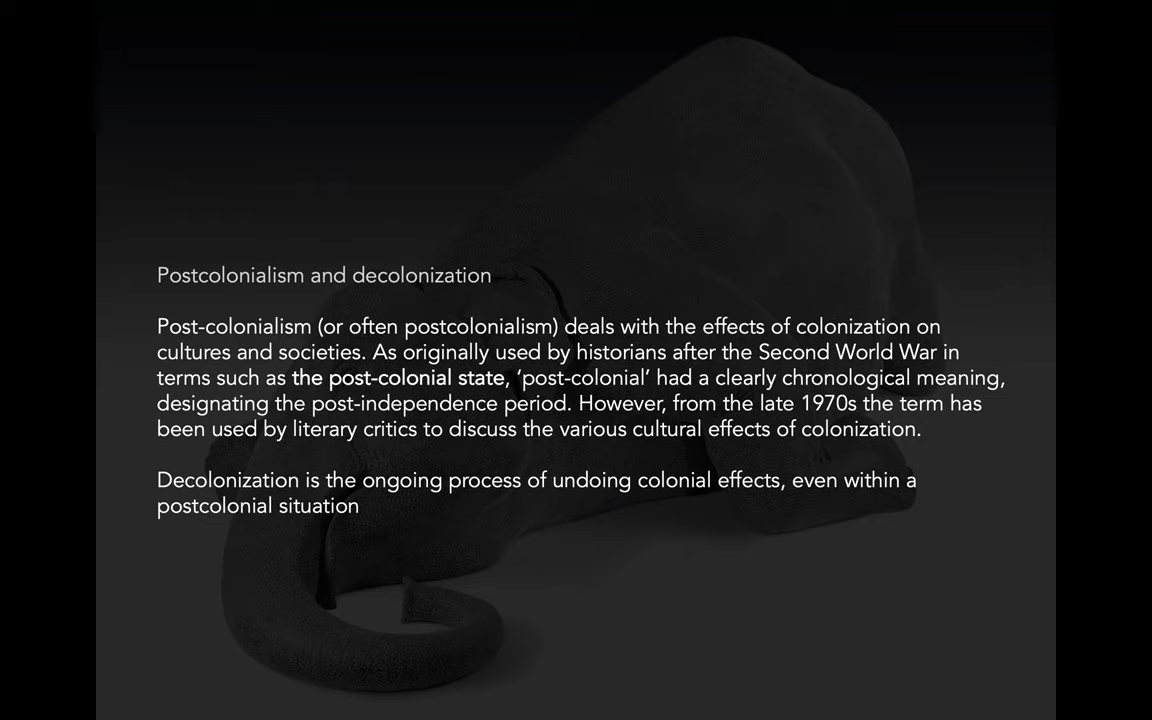 Postcolonialism and decolonization
Post-colonialism (or often postcolonialism) deals with the effects of colonization on
cultures and societies. As originally used by historians after the Second World War in
terms such as the post-colonial state, ‘post-colonial’ had a clearly chronological meaning,
designating the post-independence period. However, from the late 1970s the term has
been used by literary critics to discuss the various cultural effects of colonization.
Decolonization is the ongoing process of undoing colonial effects, even within a
postcolonial situation